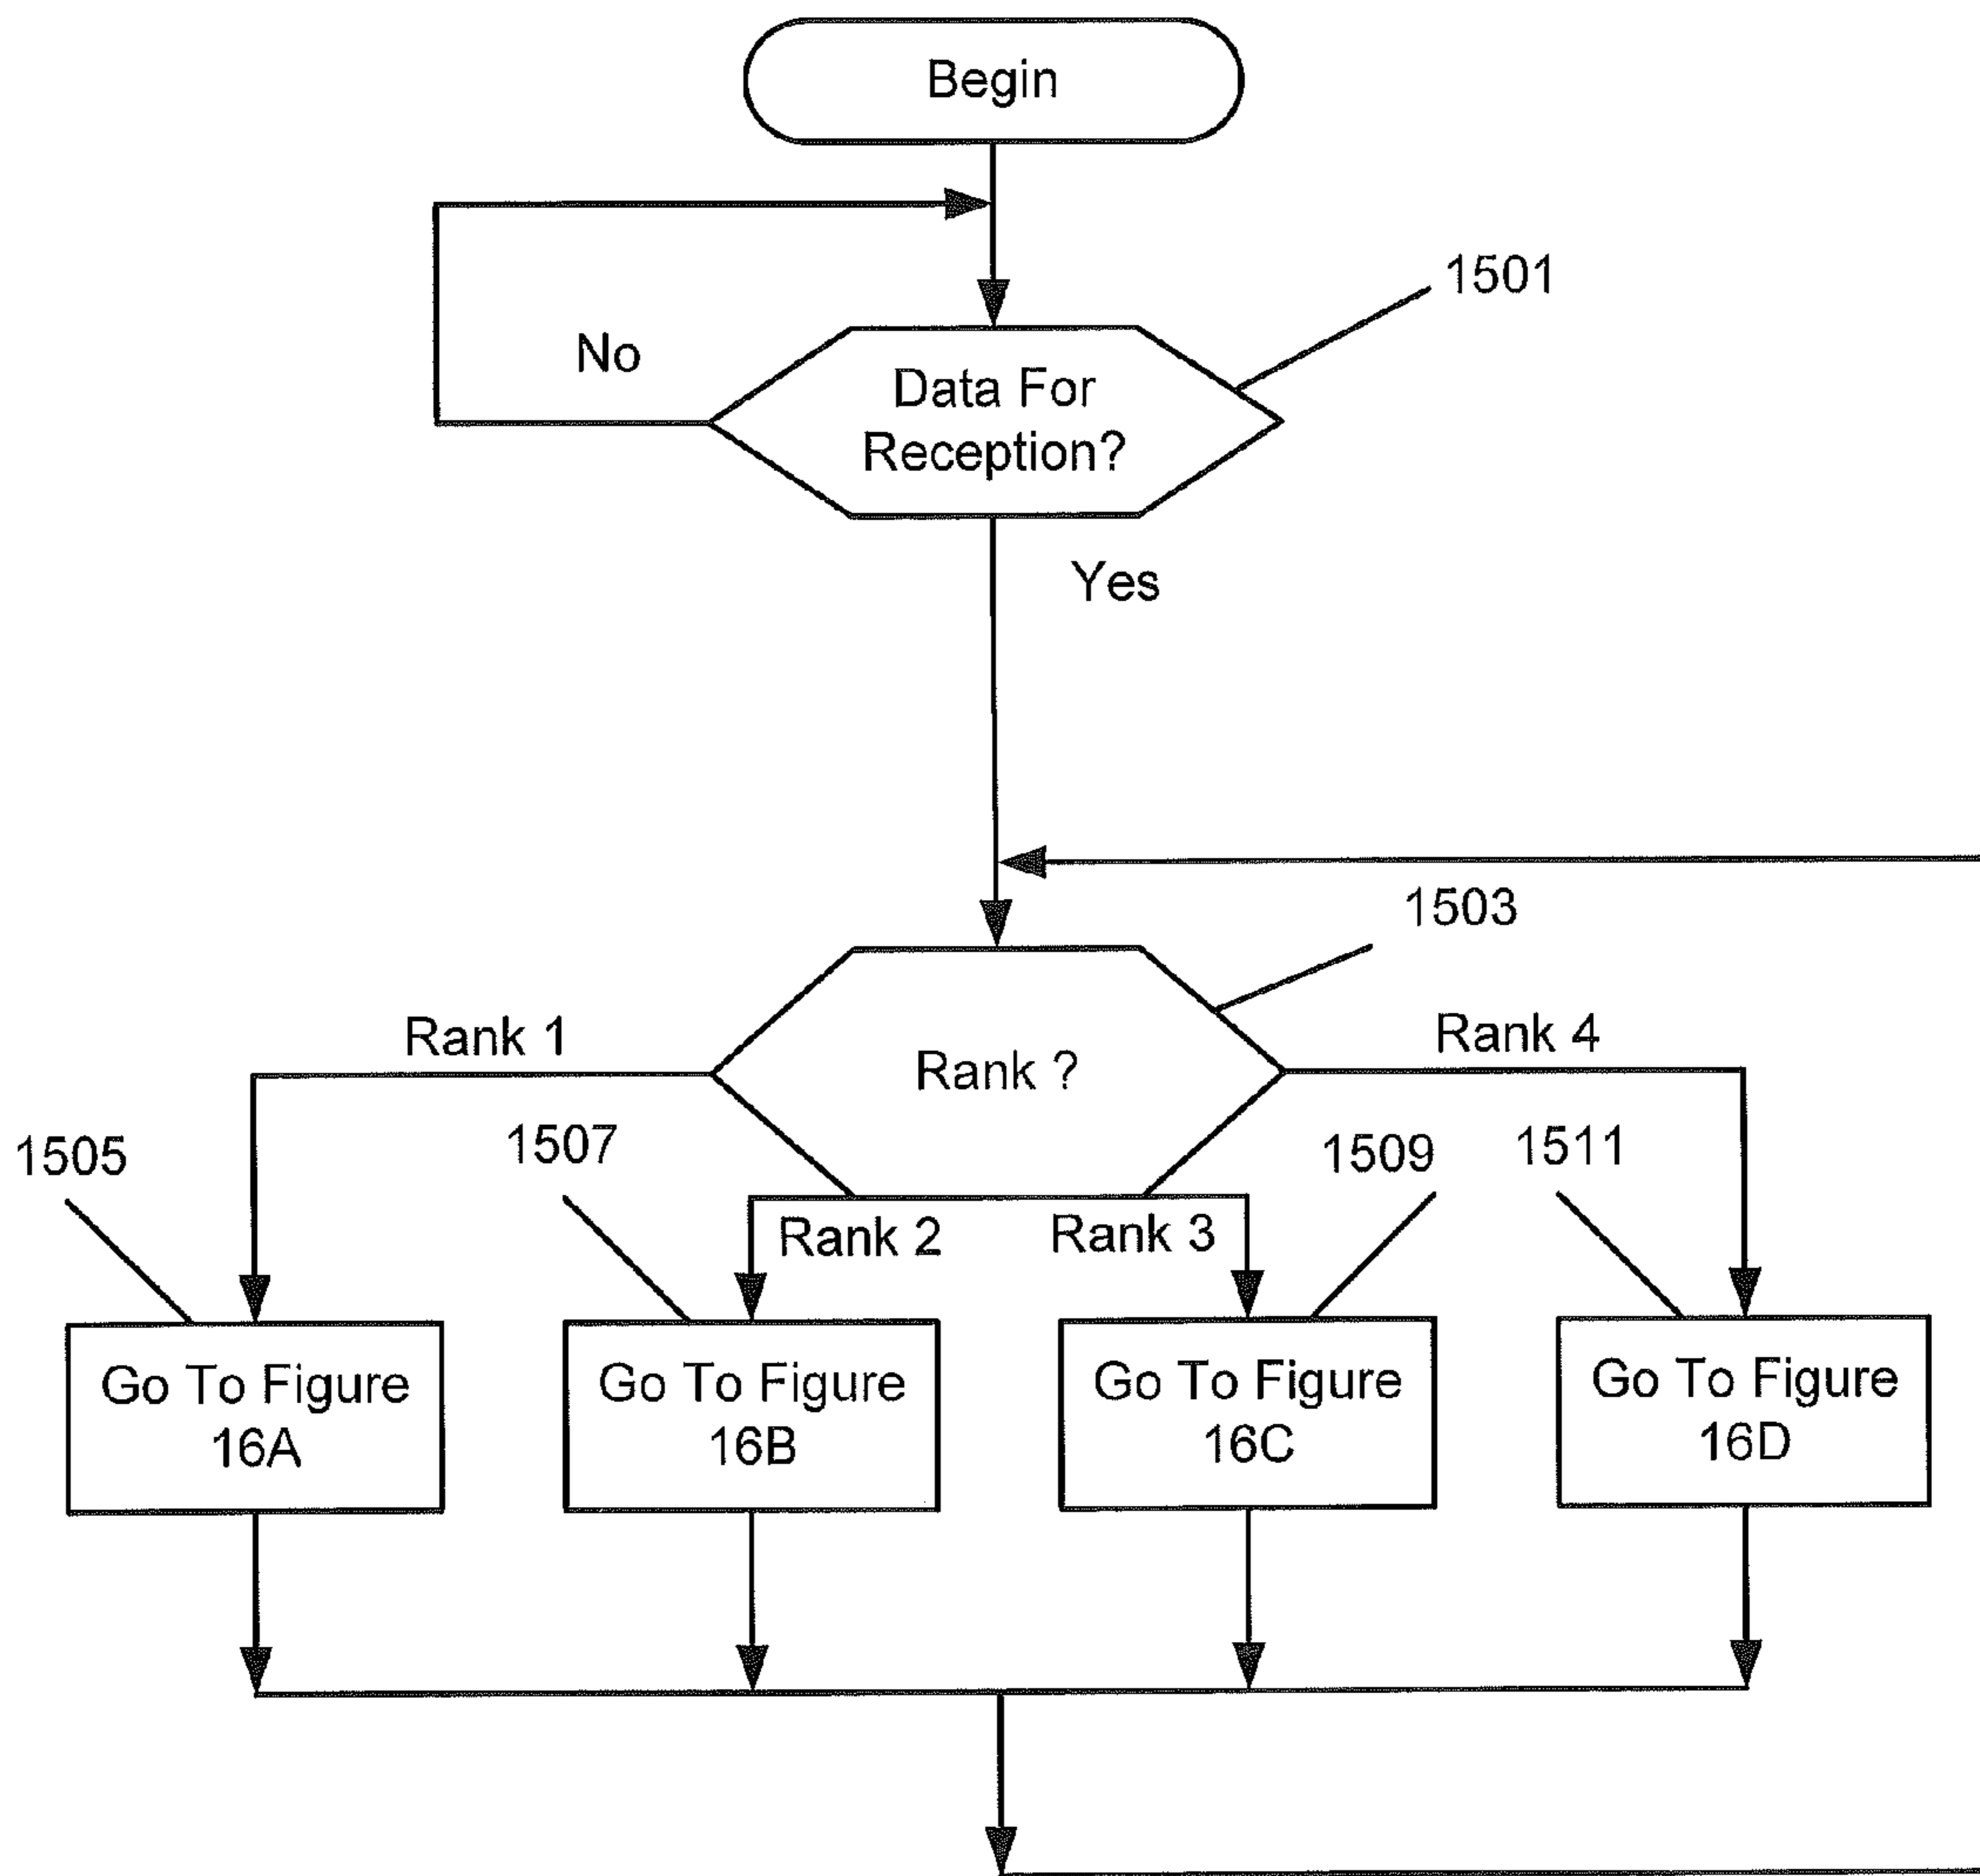 Begin
1501
No
Data For
Reception?
Yes
1503
Rank 1
Rank ?
Rank 4
1505
1507
1509
1511
Rank 2
Rank 3
Go To Figure
16A
Go To Figure
16B
Go To Figure
16C
Go To Figure
16D